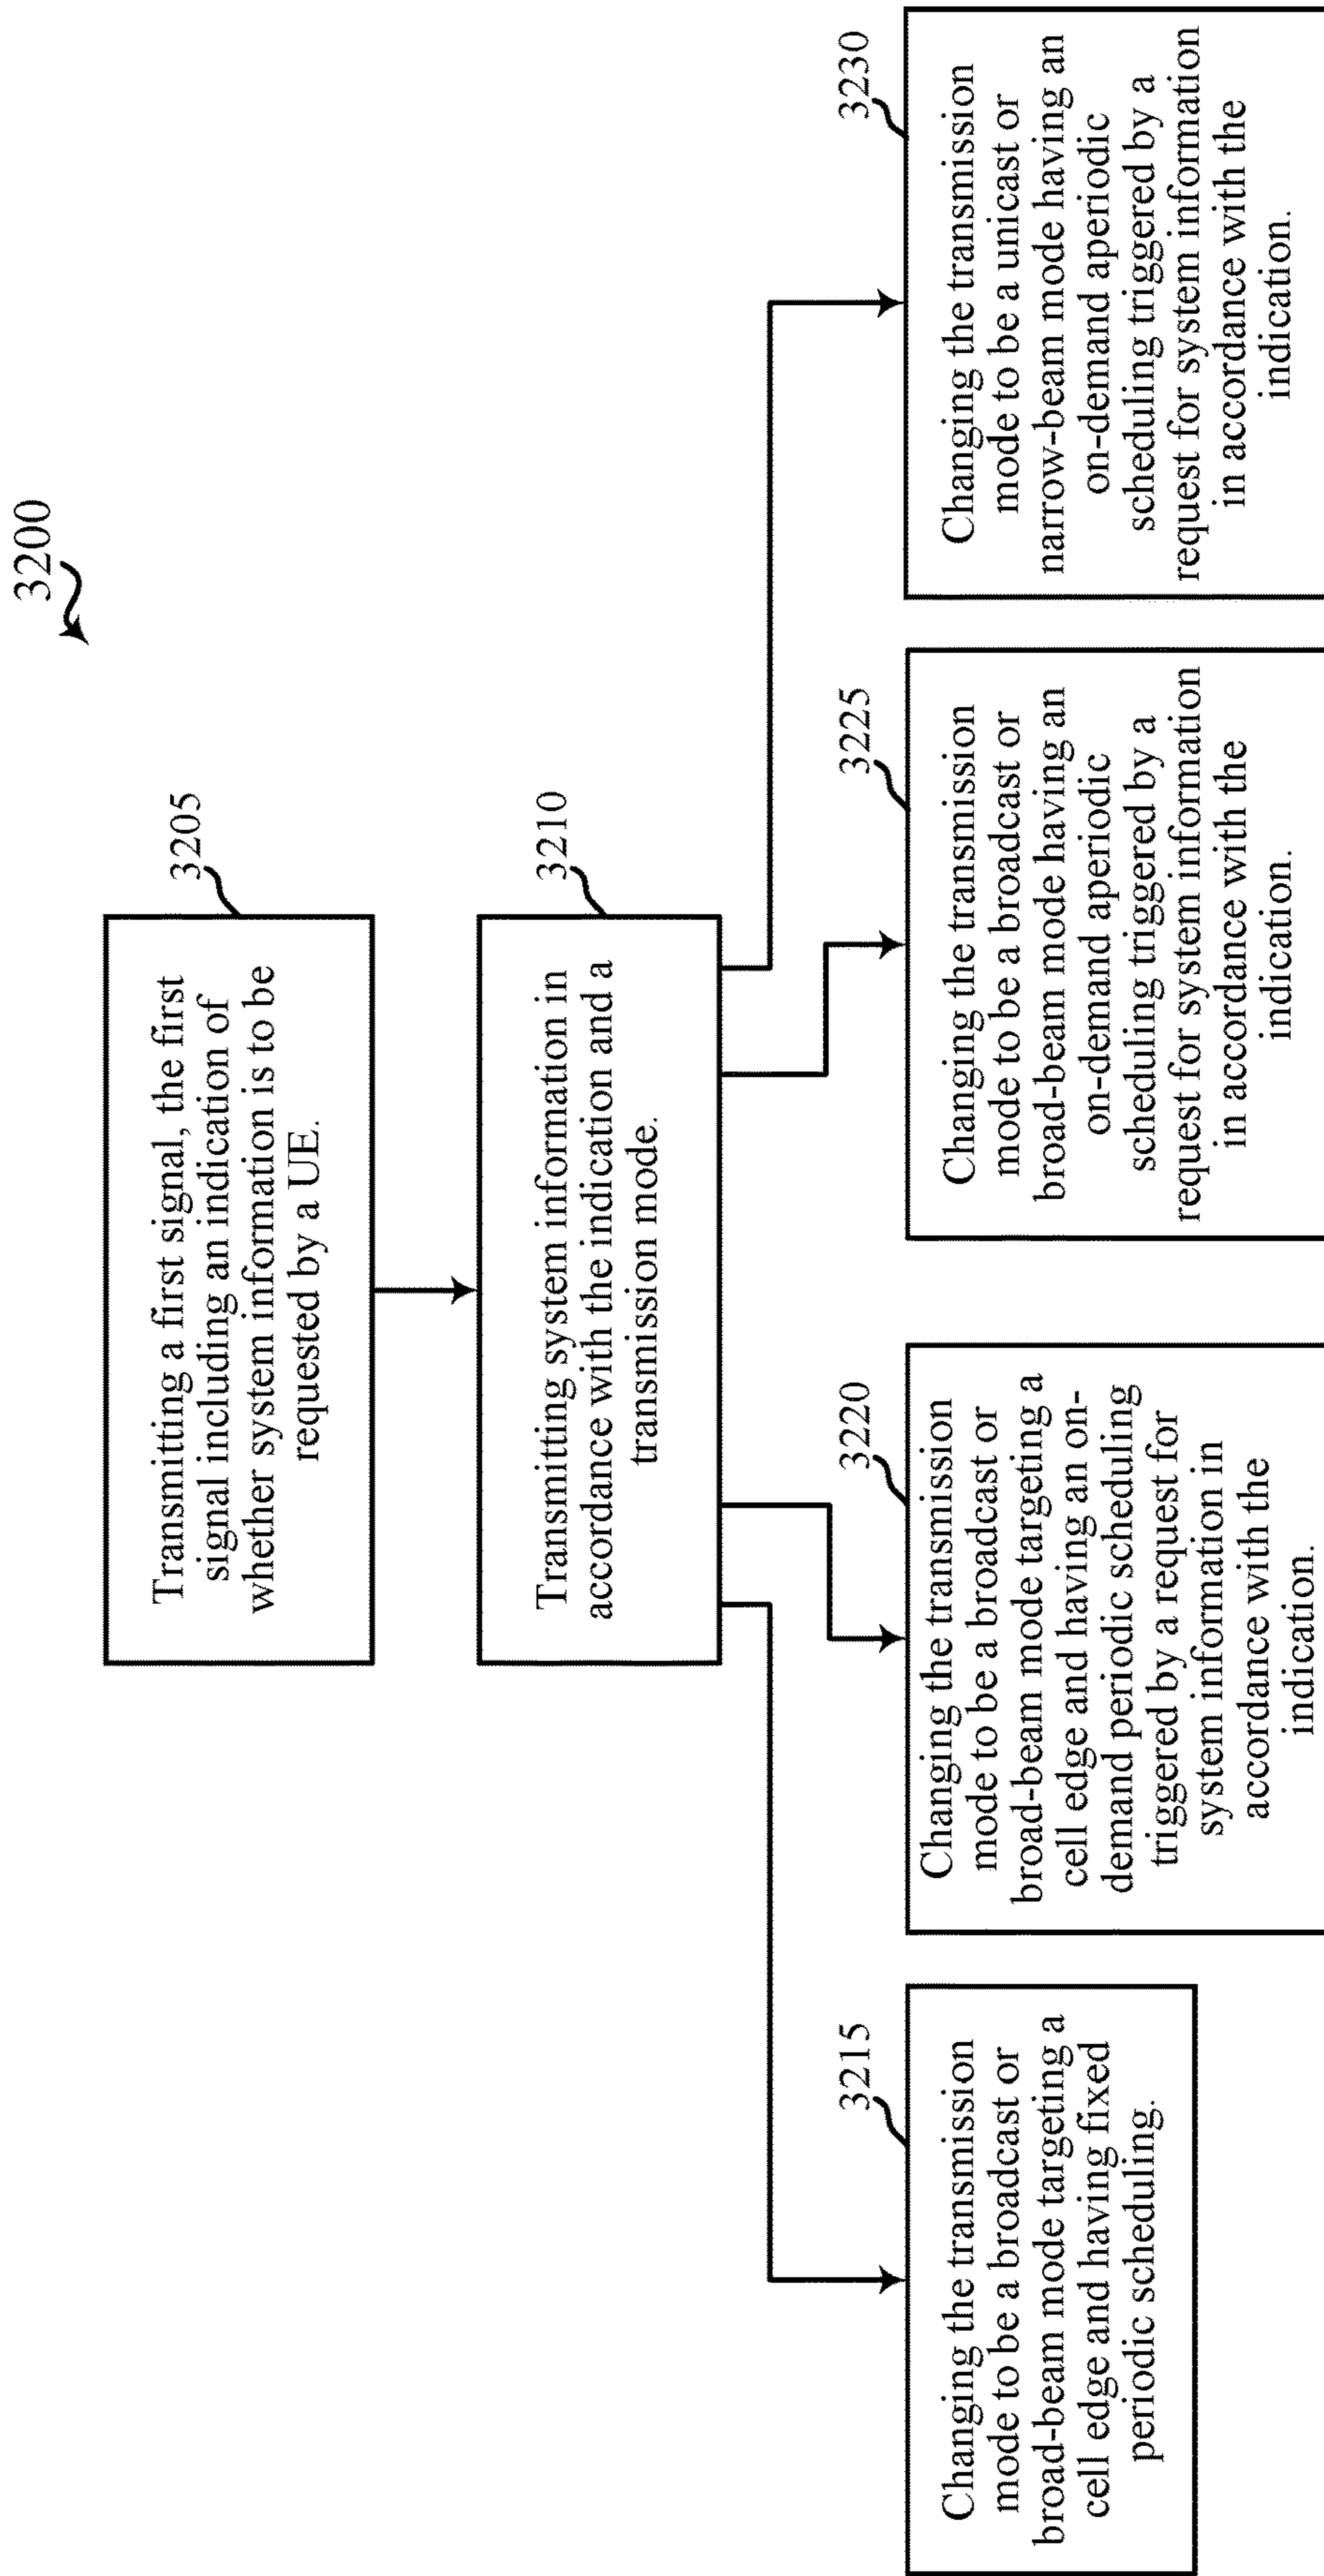 3200
Transmitting a first signal, the first
signal including an indication of
whether system information is to be
requested by a UE.
3205
Transmitting system information in
accordance with the indication and a
transmission mode.
3210
3215
Changing the transmission
mode to be a broadcast or
broad-beam mode targeting a
cell edge and having fixed
periodic scheduling.
3220
Changing the transmission
mode to be a broadcast or
broad-beam mode targeting a
cell edge and having an on-
demand periodic scheduling
triggered by a request for
system information in
accordance with the
indication.
3225
Changing the transmission
mode to be a broadcast or
broad-beam mode having an
on-demand aperiodic
scheduling triggered by a
request for system information
in accordance with the
indication.
3230
Changing the transmission
mode to be a unicast or
narrow-beam mode having an
on-demand aperiodic
scheduling triggered by a
request for system information
in accordance with the
indication.